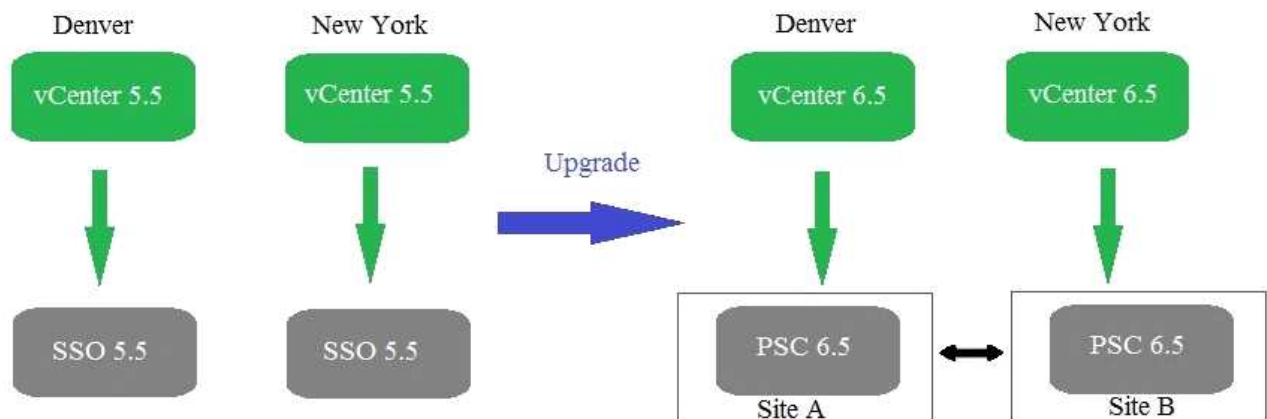 Denver
New York
Denver
New York
vCenter 5.5
vCenter 5.5
vCenter 6.5
vCenter 6.5
Upgrade
SSO 5.5
SSO 5.5
PSC 6.5
PSC 6.5
Site A
Site B